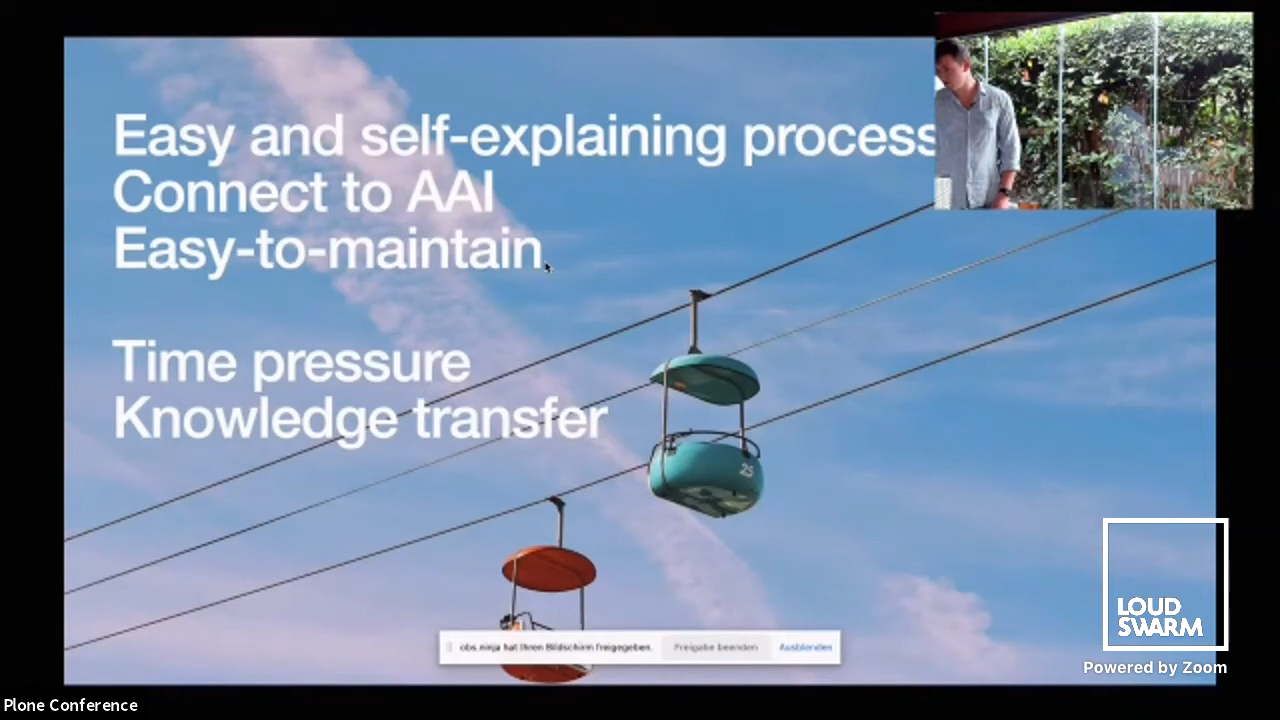 Easy and self-explaining process
Connect to AAI
Easy-to-maintain
Time pressure
Knowledge transfer
25
obs.ninja hat Ihren Bildschirm freigegeben.
Freigabe beenden
Ausblenden
LOUD
SWARM
Powered by Zoom
Plone Conference